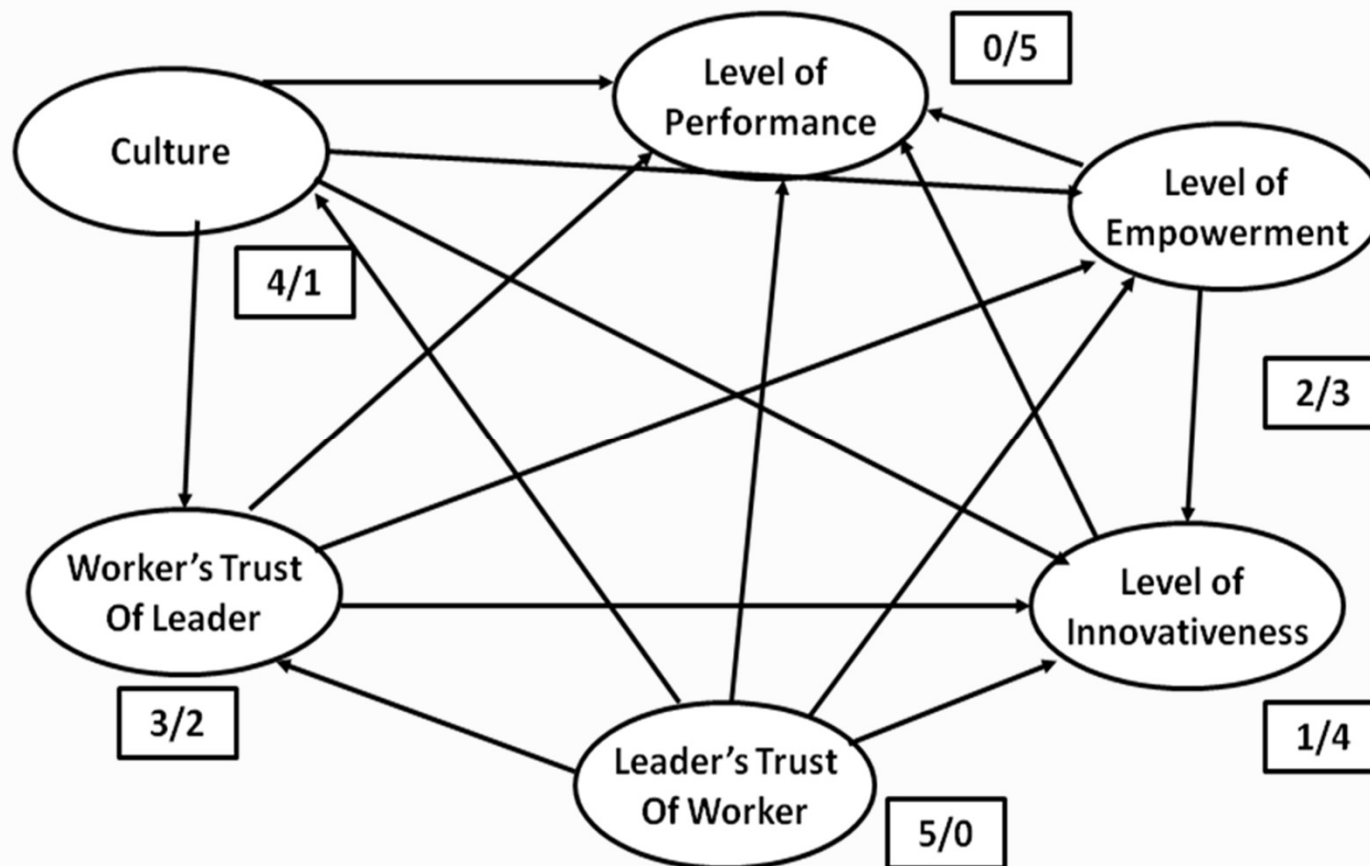 Level of
Performance
0/5
Culture
4/1
Level of
Empowerment
2/3
Worker's Trust
Of Leader
3/2
Level of
Innovativeness
1/4
Leader's Trust
Of Worker
5/0